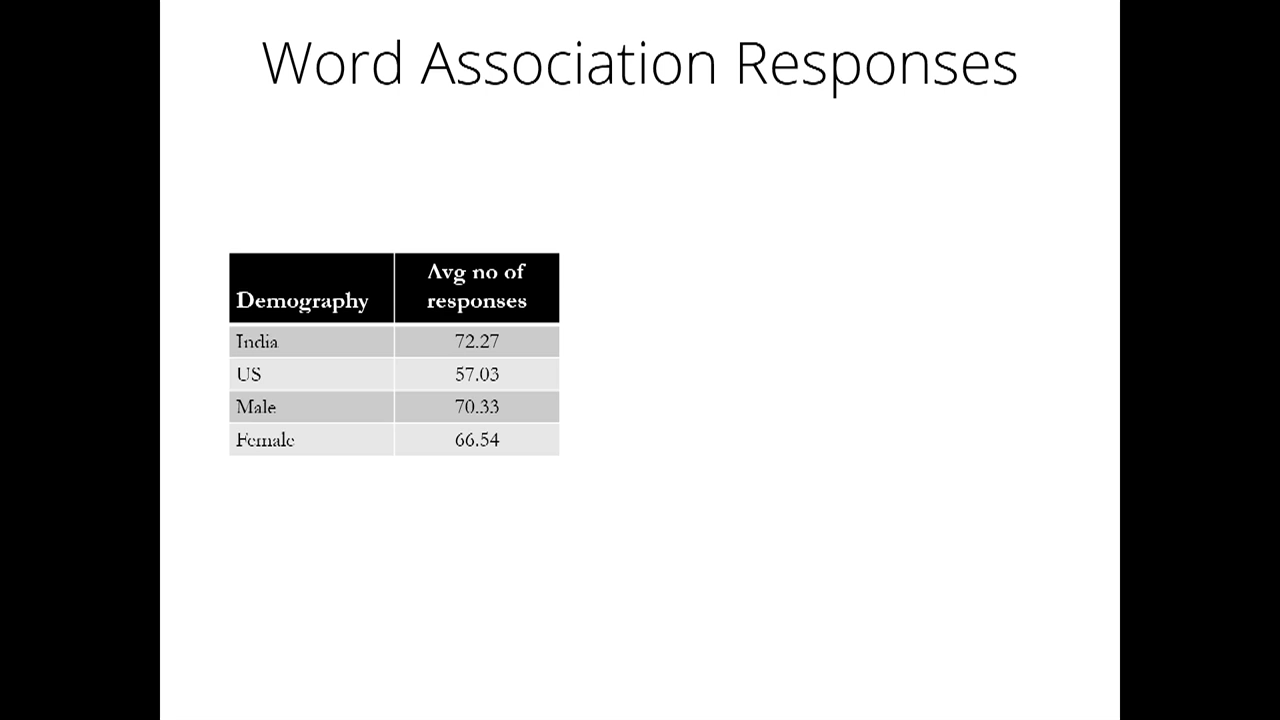 Word Association Responses
Avg no of
Demography responses
India 72.27
US 57.03
Male 70.33
Female 66.54